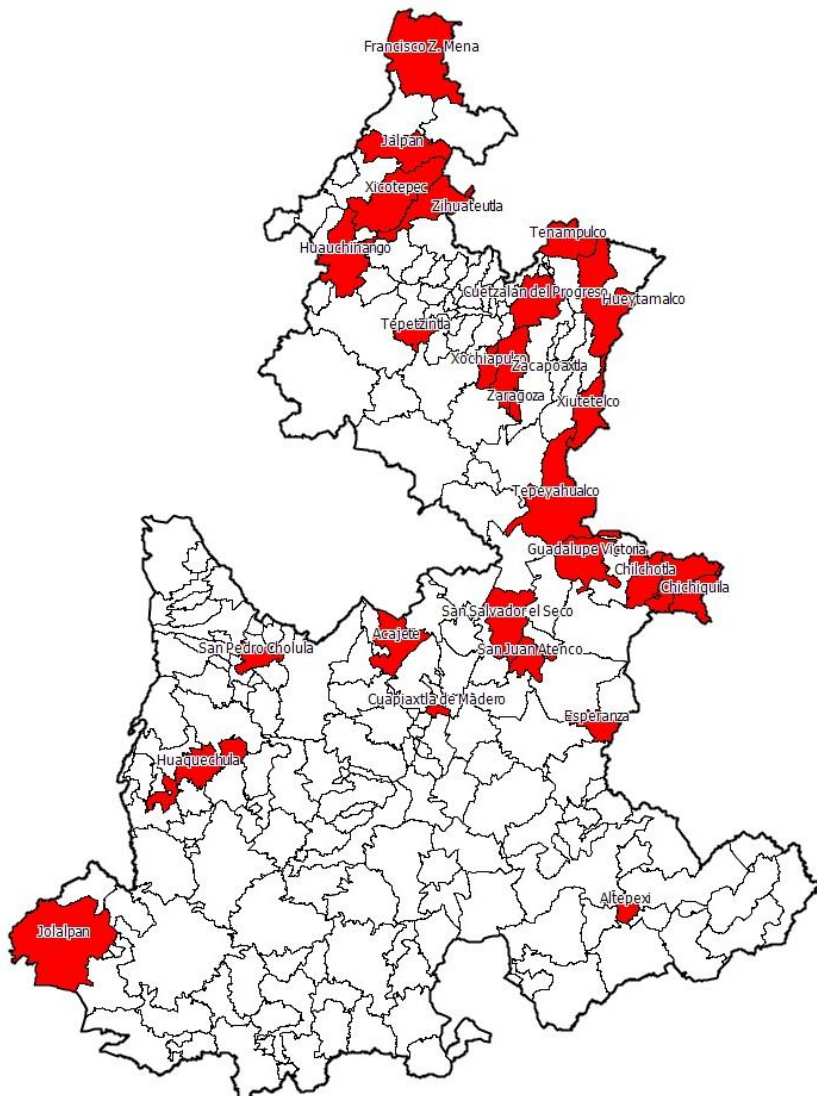 Francisco Z. Mena
Jalpan
Xicotepec
Zihuateutla
Tenampulco
Huauchinango
Cuetzalan del Progreso
Hueytamalco
Tepetzintla
Xochiapulco
Zacapoaxtla
Zaragoza
Xiutetelco
Tepeyahualco
Guadalupe Victoria
Chilchotla
Chichiquila
San Salvador el Seco
Acajete
San Pedro Cholula
San Juan Atenco
Cuapiaxtla de Madero
Esperanza
Huaquechula
Altepexi
Jolalpan